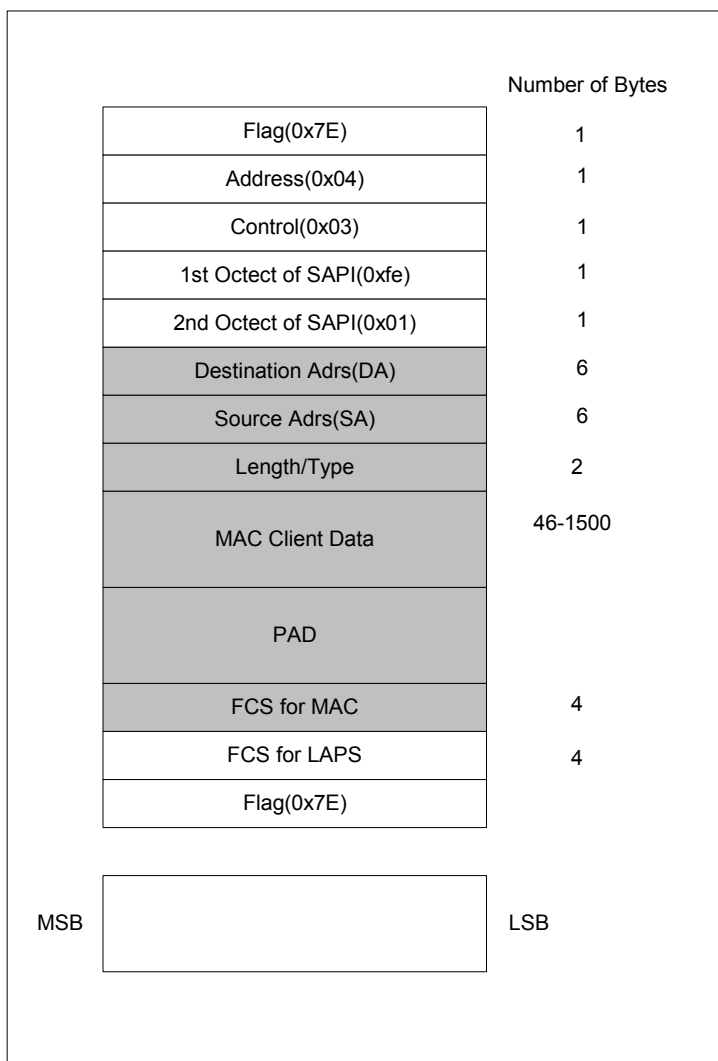 Number of Bytes
Flag(0x7E) 1
Address(0x04) 1
Control(0x03) 1
1st Octect of SAPI(0xfe) 1
2nd Octect of SAPI(0x01) 1
Destination Adrs(DA) 6
Source Adrs(SA) 6
Length/Type 2
MAC Client Data 46-1500
PAD
FCS for MAC 4
FCS for LAPS 4
Flag(0x7E)
MSB LSB